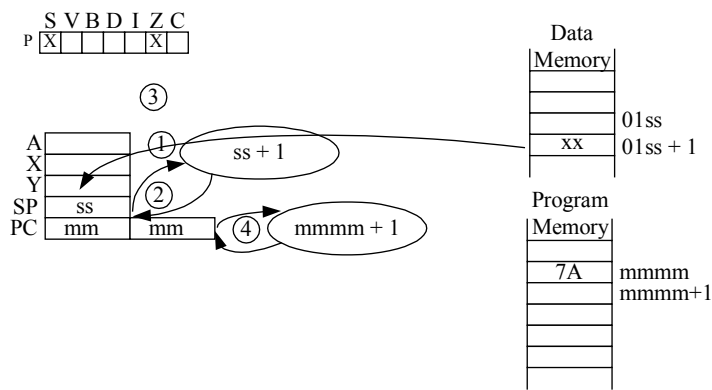 S V B D I Z C
P X X
Data
Memory
3
01ss
A 1 ss + 1 xx 01ss + 1
X
Y 2
SP ss Program
PC mm mm 4 mmmm + 1 Memory
7A mmmm
mmmm+1